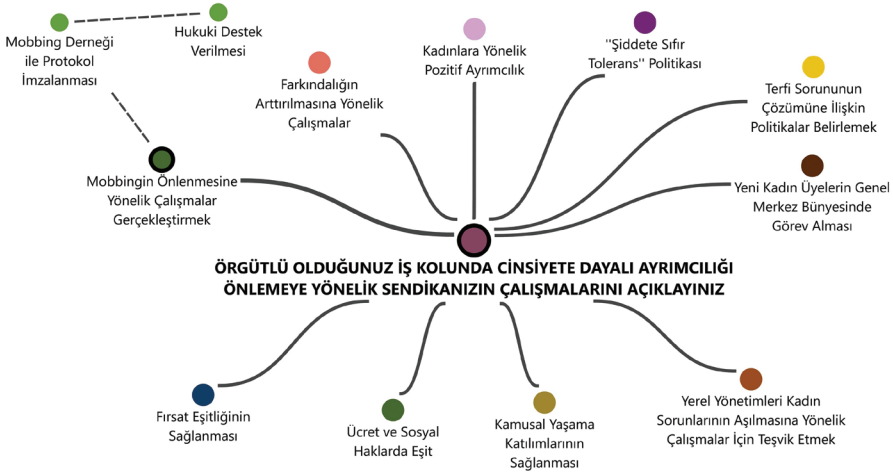 Mobbing Derneği
ile Protokol
İmzalanması
Hukuki Destek
Verilmesi
Farkındalığın
Arttırılmasına Yönelik
Çalışmalar
Kadınlara Yönelik
Pozitif Ayrımcılık
''Şiddete Sıfır
Tolerans'' Politikası
Terfi Sorununun
Çözümüne İlişkin
Politikalar Belirlemek
Mobbingin Önlenmesine
Yönelik Çalışmalar
Gerçekleştirmek
Yeni Kadın Üyelerin Genel
Merkez Bünyesinde
Görev Alması
ÖRGÜTLÜ OLDUĞUNUZ İŞ KOLUNDA CİNSİYETE DAYALI AYRIMCILIĞI
ÖNLEMEYE YÖNELİK SENDİKANIZIN ÇALIŞMALARINI AÇIKLAYINIZ
Fırsat Eşitliğinin
Sağlanması
Ücret ve Sosyal
Haklarda Eşit
Kamusal Yaşama
Katılımlarının
Sağlanması
Yerel Yönetimleri Kadın
Sorunlarının Aşılmasına Yönelik
Çalışmalar İçin Teşvik Etmek